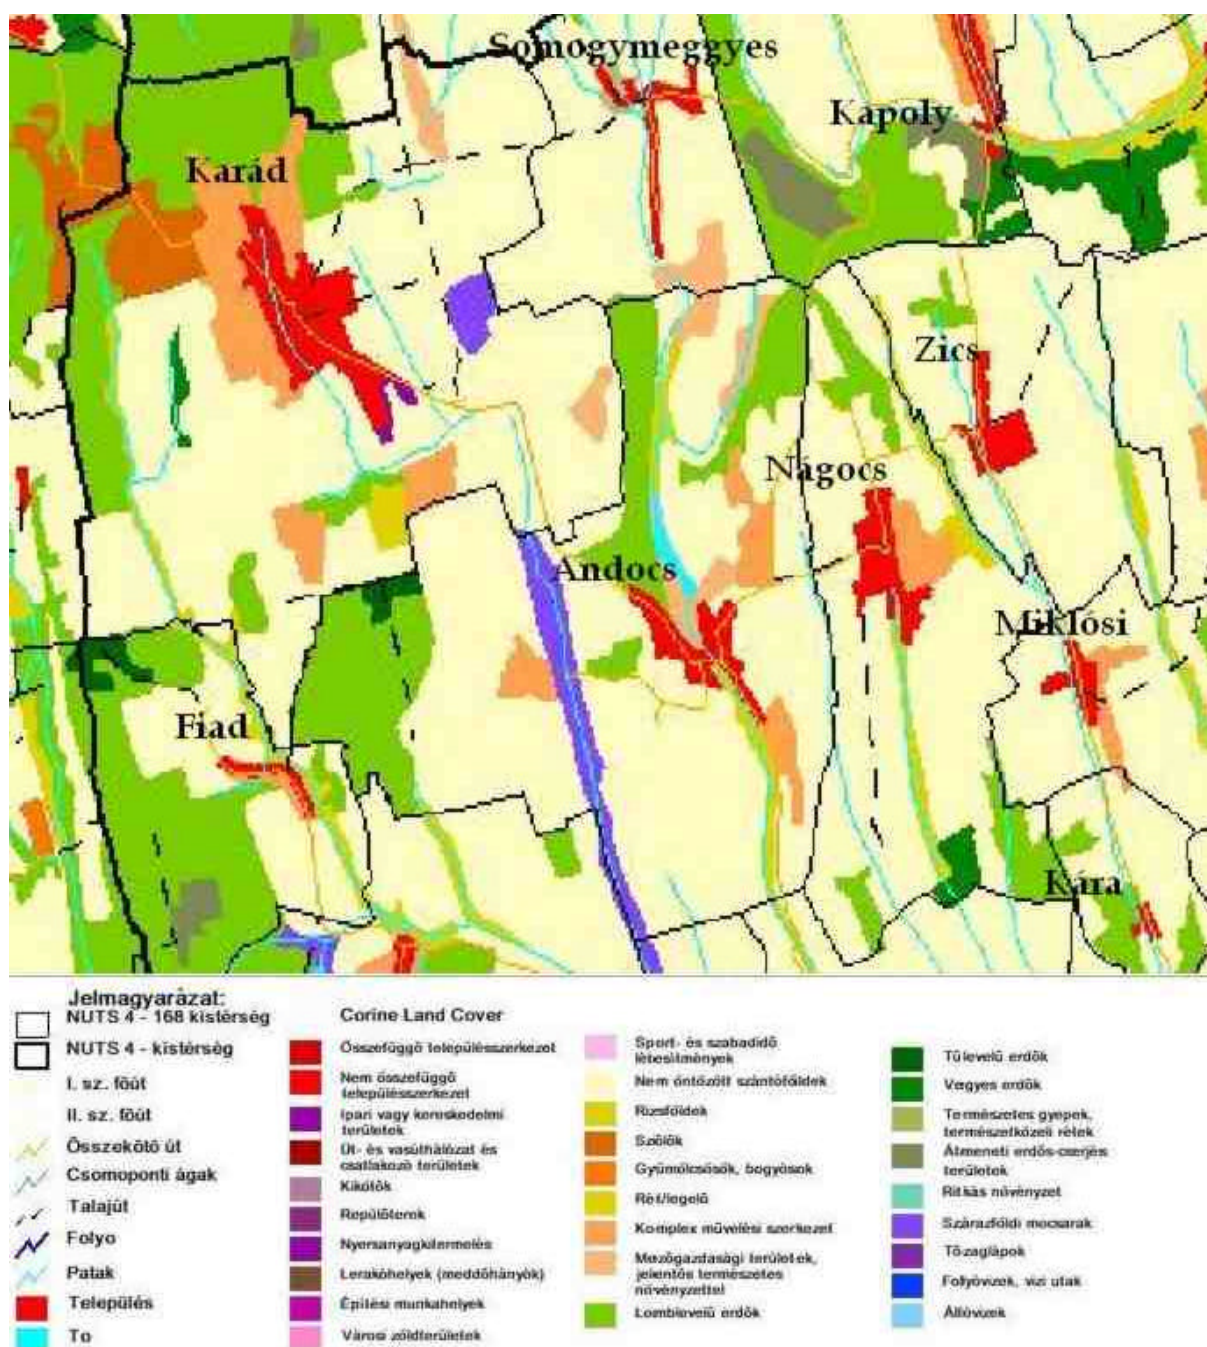 Somogymeggyes
Kapoly
Karád
Zics
Nágocs
Andocs
Miklósi
Fiad
Kára
Jelmagyarázat:
NUTS 4 - 168 kistérség
NUTS 4 - kistérség
I. sz. főút
II. sz. főút
Összekötő út
Csomoponti ágak
Talajút
Folyo
Patak
Település
To
Corine Land Cover
Összefüggő településszerkezet
Nem összefüggő
településszerkezet
Ipari vagy kereskedelmi
területek
Út- és vasúthálózat és
csatlakozó területek
Kikötők
Repülőterek
Nyersanyagkitermelés
Lerakóhelyek (meddőhányók)
Építési munkahelyek
Városi zöldterületek
Sport- és szabadidő
létesítmények
Nem öntözött szántóföldek
Rizsföldek
Szőlők
Gyümölcsösök, bogyósok
Rét/legelő
Komplex művelési szerkezet
Mezőgazdasági területek,
jelentős természetes
növényzettel
Lomblevelű erdők
Tűlevelű erdők
Vegyes erdők
Természetes gyepek,
természetközeli rétek
Átmeneti erdős-cserjés
területek
Ritkás növényzet
Szárazföldi mocsarak
Tőzeglápok
Folyóvizek, vizi utak
Állóvizek